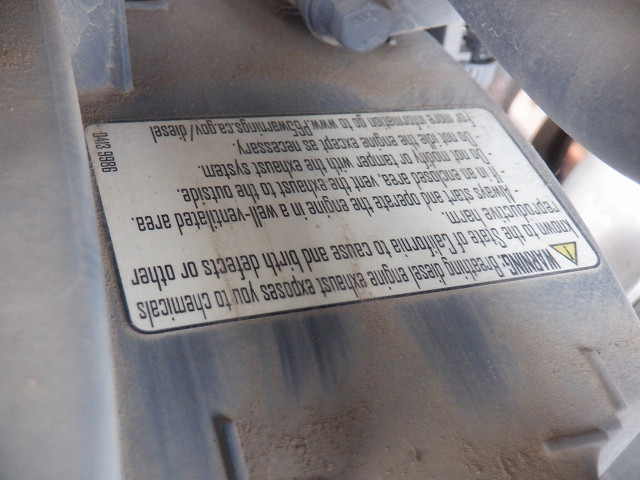 WARNING: Breathing diesel engine exhaust exposes you to chemicals
known to the State of California to cause and birth defects or other
reproductive harm.
- Always start and operate the engine in a well-ventilated area.
- If in an enclosed area, vent the exhaust to the outside.
- Do not modify or tamper with the exhaust system.
- Do not idle the engine except as necessary.
For more information go to www.P65warnings.ca.gov/diesel
0413 9986